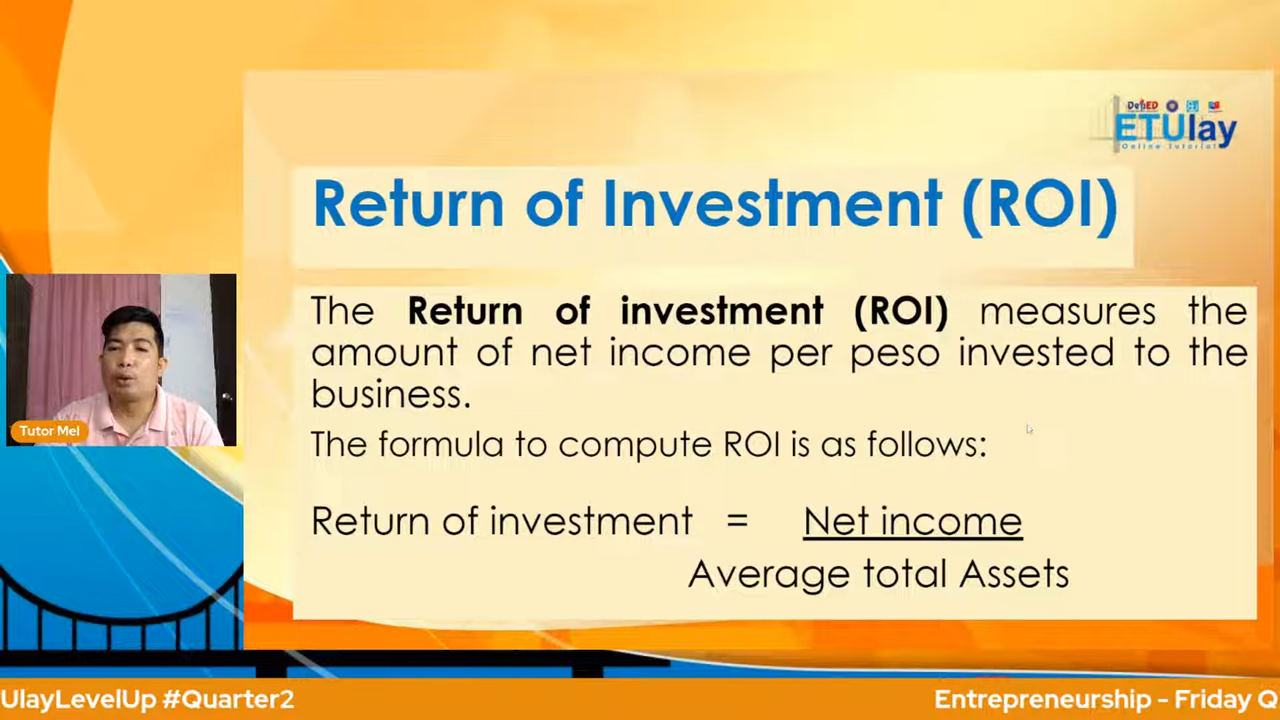 DepED
ETUlay
Online Tutorial
Return of Investment (ROI)
The Return of investment (ROI) measures the
amount of net income per peso invested to the
business.
The formula to compute ROI is as follows:
Return of investment = Net income
Average total Assets
Tutor Mel
UlayLevelUp #Quarter2
Entrepreneurship - Friday Q